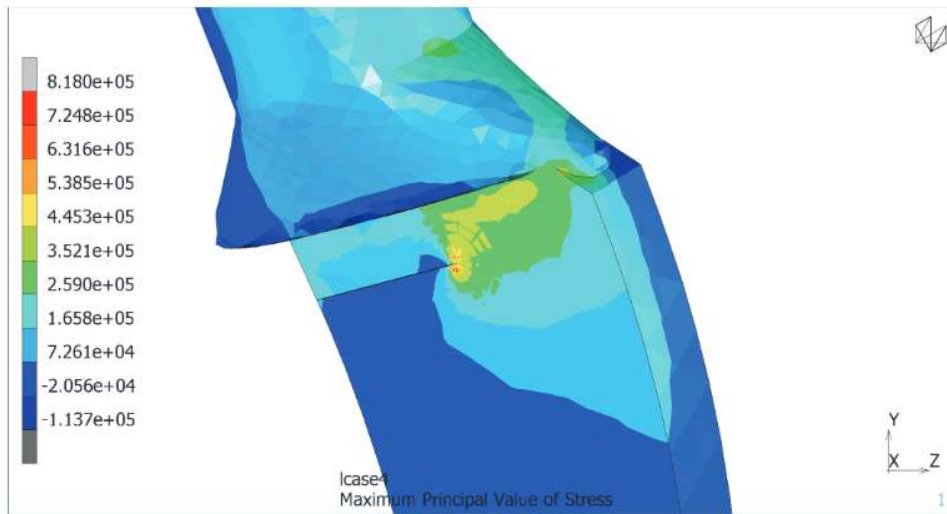 8.180e+05
7.248e+05
6.316e+05
5.385e+05
4.453e+05
3.521e+05
2.590e+05
1.658e+05
7.261e+04
-2.056e+04
-1.137e+05
lcase4
Maximum Principal Value of Stress
Y
X Z
1